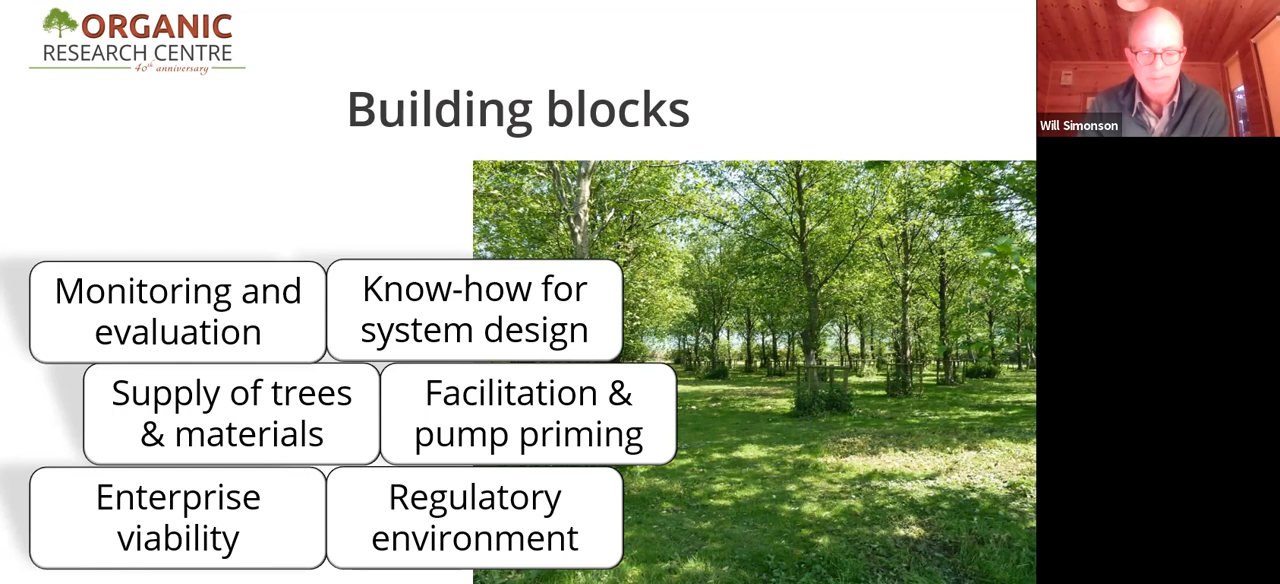 ORGANIC
RESEARCH CENTRE
40th anniversary
Building blocks
Will Simonson
Monitoring and
evaluation
Know-how for
system design
Supply of trees
& materials
Facilitation &
pump priming
Enterprise
viability
Regulatory
environment